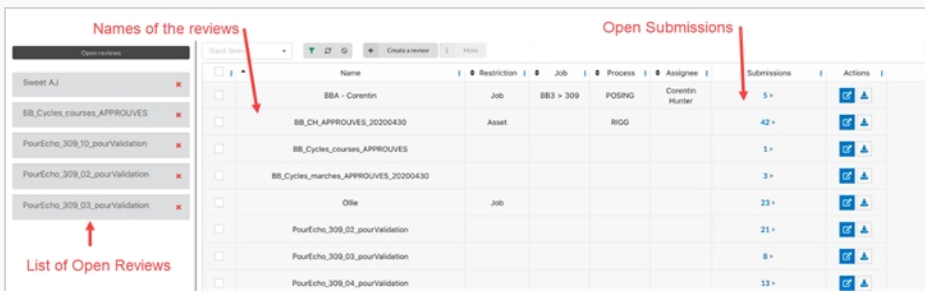 Names of the reviews
Open Submissions
Open reviews
Quick Search
Create a review
More
Name
Restriction
Job
Process
Assignee
Submissions
Actions
Sweet AJ
BB_Cycles_courses_APPROUVES
PourEcho_309_10_pourValidation
PourEcho_309_02_pourValidation
PourEcho_309_03_pourValidation
List of Open Reviews
BBA - Corentin
Job
BB3 > 309
POSING
Corentin
Hunter
5 >
BB_CH_APPROUVES_20200430
Asset
RIGG
42 >
BB_Cycles_courses_APPROUVES
1 >
BB_Cycles_marches_APPROUVES_20200430
3 >
Ollie
Job
23 >
PourEcho_309_02_pourValidation
21 >
PourEcho_309_03_pourValidation
8 >
PourEcho_309_04_pourValidation
13 >